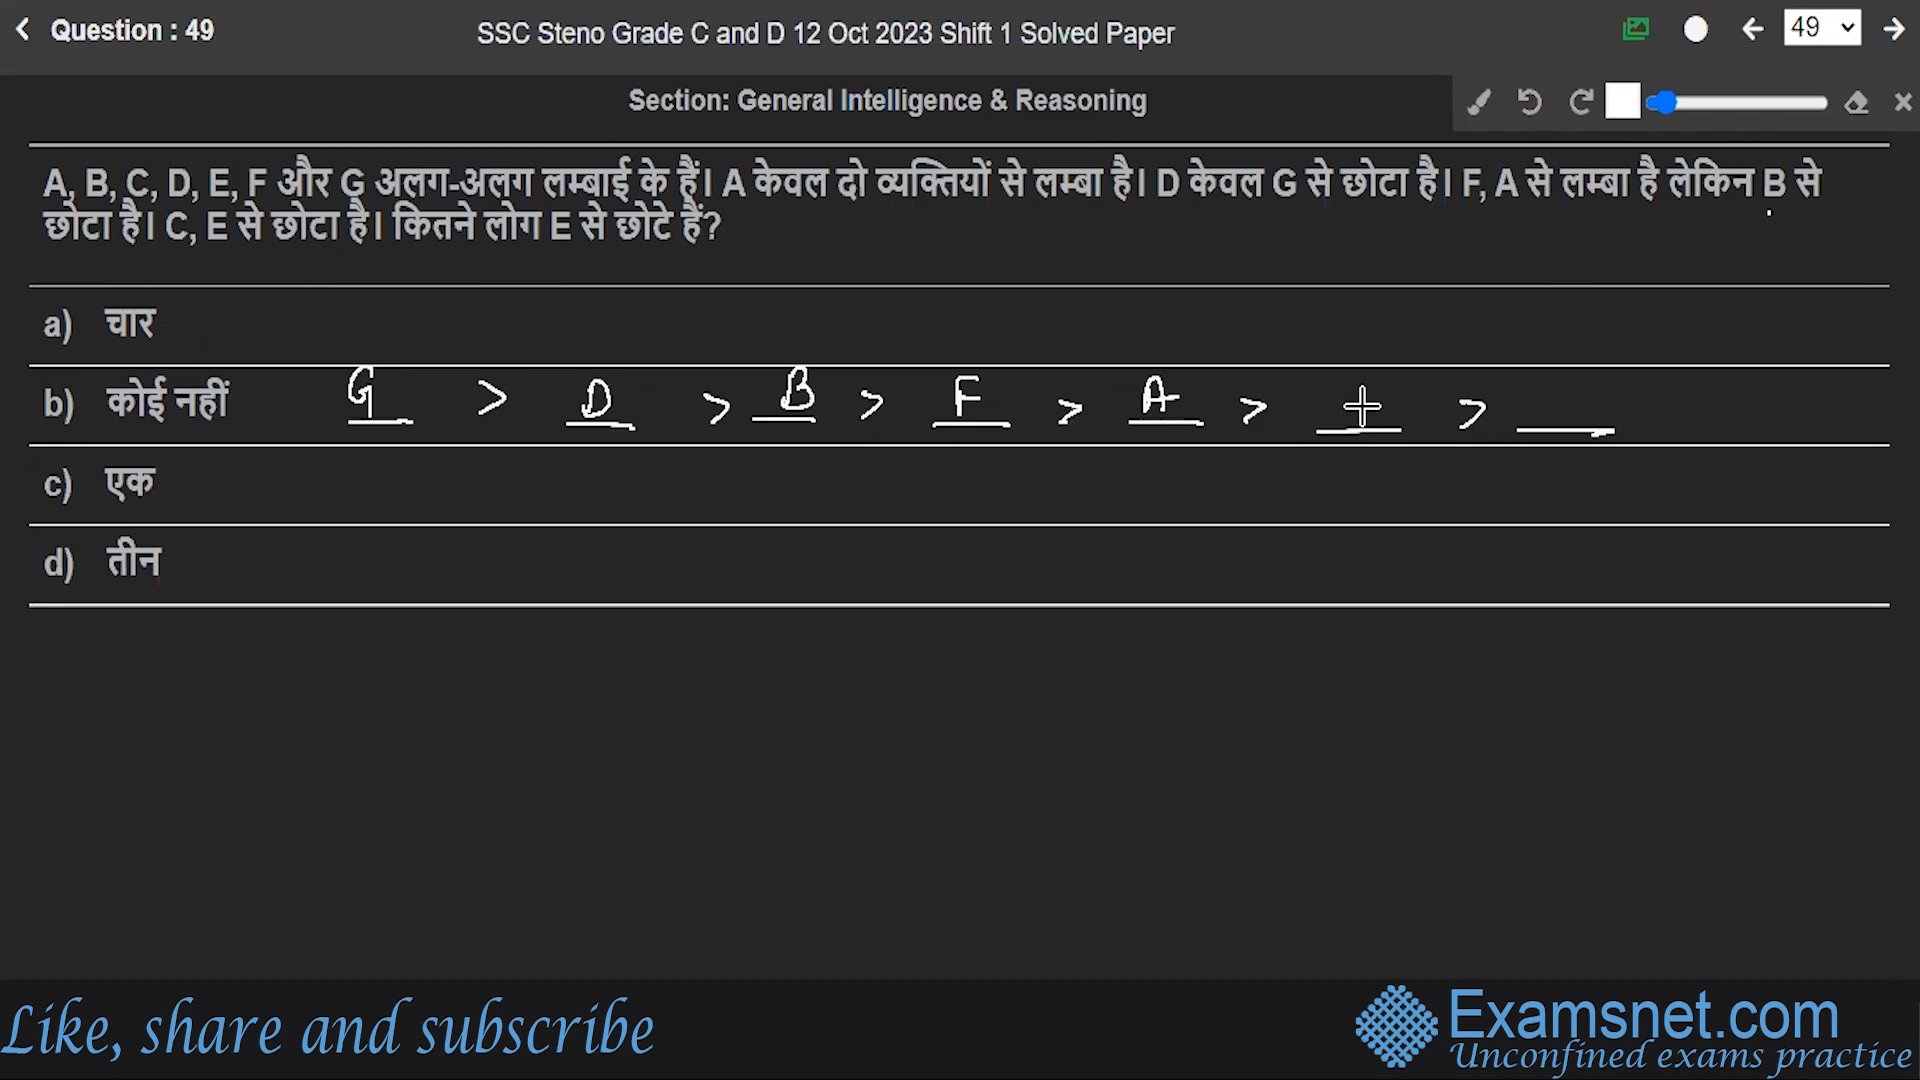 Question : 49
SSC Steno Grade C and D 12 Oct 2023 Shift 1 Solved Paper
49
Section: General Intelligence & Reasoning
A, B, C, D, E, F और G अलग-अलग लम्बाई के हैं। A केवल दो व्यक्तियों से लम्बा है। D केवल G से छोटा है। F, A से लम्बा है लेकिन B से
छोटा है। C, E से छोटा है। कितने लोग E से छोटे हैं?
a) चार
b) कोई नहीं G > D > B > F > A > >
c) एक
d) तीन
Like, share and subscribe
Examsnet.com
Unconfined exams practice